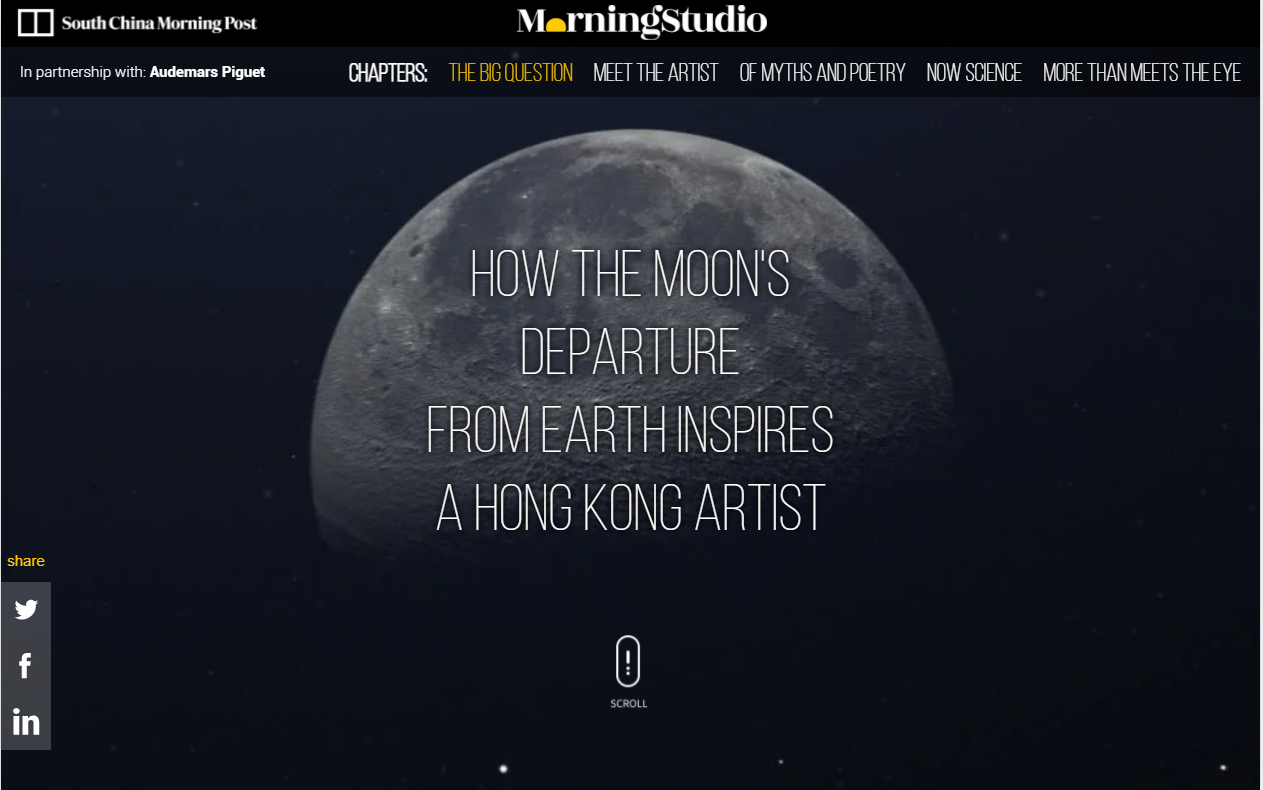 South China Morning Post
MorningStudio
In partnership with: Audemars Piguet
CHAPTERS: THE BIG QUESTION MEET THE ARTIST OF MYTHS AND POETRY NOW SCIENCE MORE THAN MEETS THE EYE
HOW THE MOON'S
DEPARTURE
FROM EARTH INSPIRES
A HONG KONG ARTIST
share
SCROLL